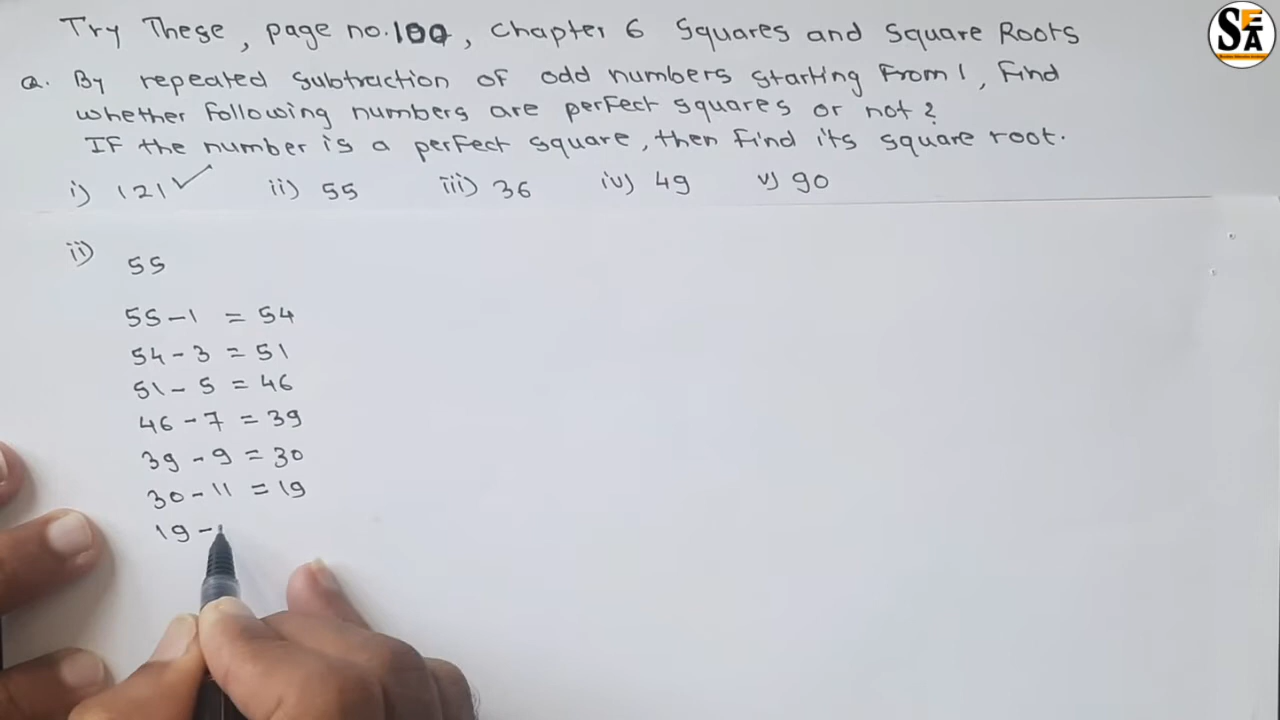 Try These, page no.100, Chapter 6 Squares and Square Roots
Q. By repeated subtraction of odd numbers starting from 1, Find
whether following numbers are perfect squares or not?
If the number is a perfect square, then find its square root.
i) 121 ✓ ii) 55 iii) 36 iv) 49 v) 90
ii) 55
55 - 1 = 54
54 - 3 = 51
51 - 5 = 46
46 - 7 = 39
39 - 9 = 30
30 - 11 = 19
19 -
SEFA